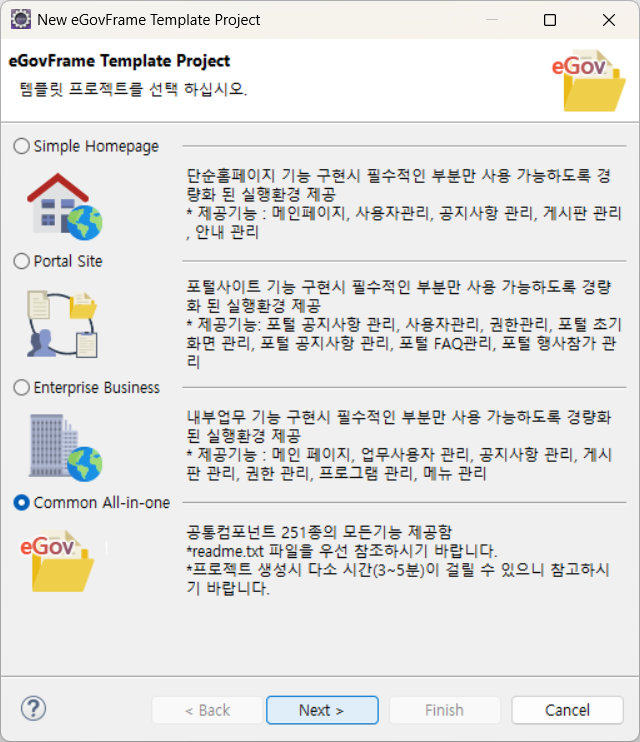 New eGovFrame Template Project
eGovFrame Template Project
템플릿 프로젝트를 선택 하십시오.
eGov
Simple Homepage
단순홈페이지 기능 구현시 필수적인 부분만 사용 가능하도록 경
량화 된 실행환경 제공
* 제공기능 : 메인페이지, 사용자관리, 공지사항 관리, 게시판 관리
, 안내 관리
Portal Site
포털사이트 기능 구현시 필수적인 부분만 사용 가능하도록 경량
화 된 실행환경 제공
* 제공기능: 포털 공지사항 관리, 사용자관리, 권한관리, 포털 초기
화면 관리, 포털 공지사항 관리, 포털 FAQ관리, 포털 행사참가 관
리
Enterprise Business
내부업무 기능 구현시 필수적인 부분만 사용 가능하도록 경량화
된 실행환경 제공
* 제공기능 : 메인 페이지, 업무사용자 관리, 공지사항 관리, 게시
판 관리, 권한 관리, 프로그램 관리, 메뉴 관리
Common All-in-one
eGov
공통컴포넌트 251종의 모든기능 제공함
*readme.txt 파일을 우선 참조하시기 바랍니다.
*프로젝트 생성시 다소 시간(3~5분)이 걸릴 수 있으니 참고하시
기 바랍니다.
?
< Back
Next >
Finish
Cancel